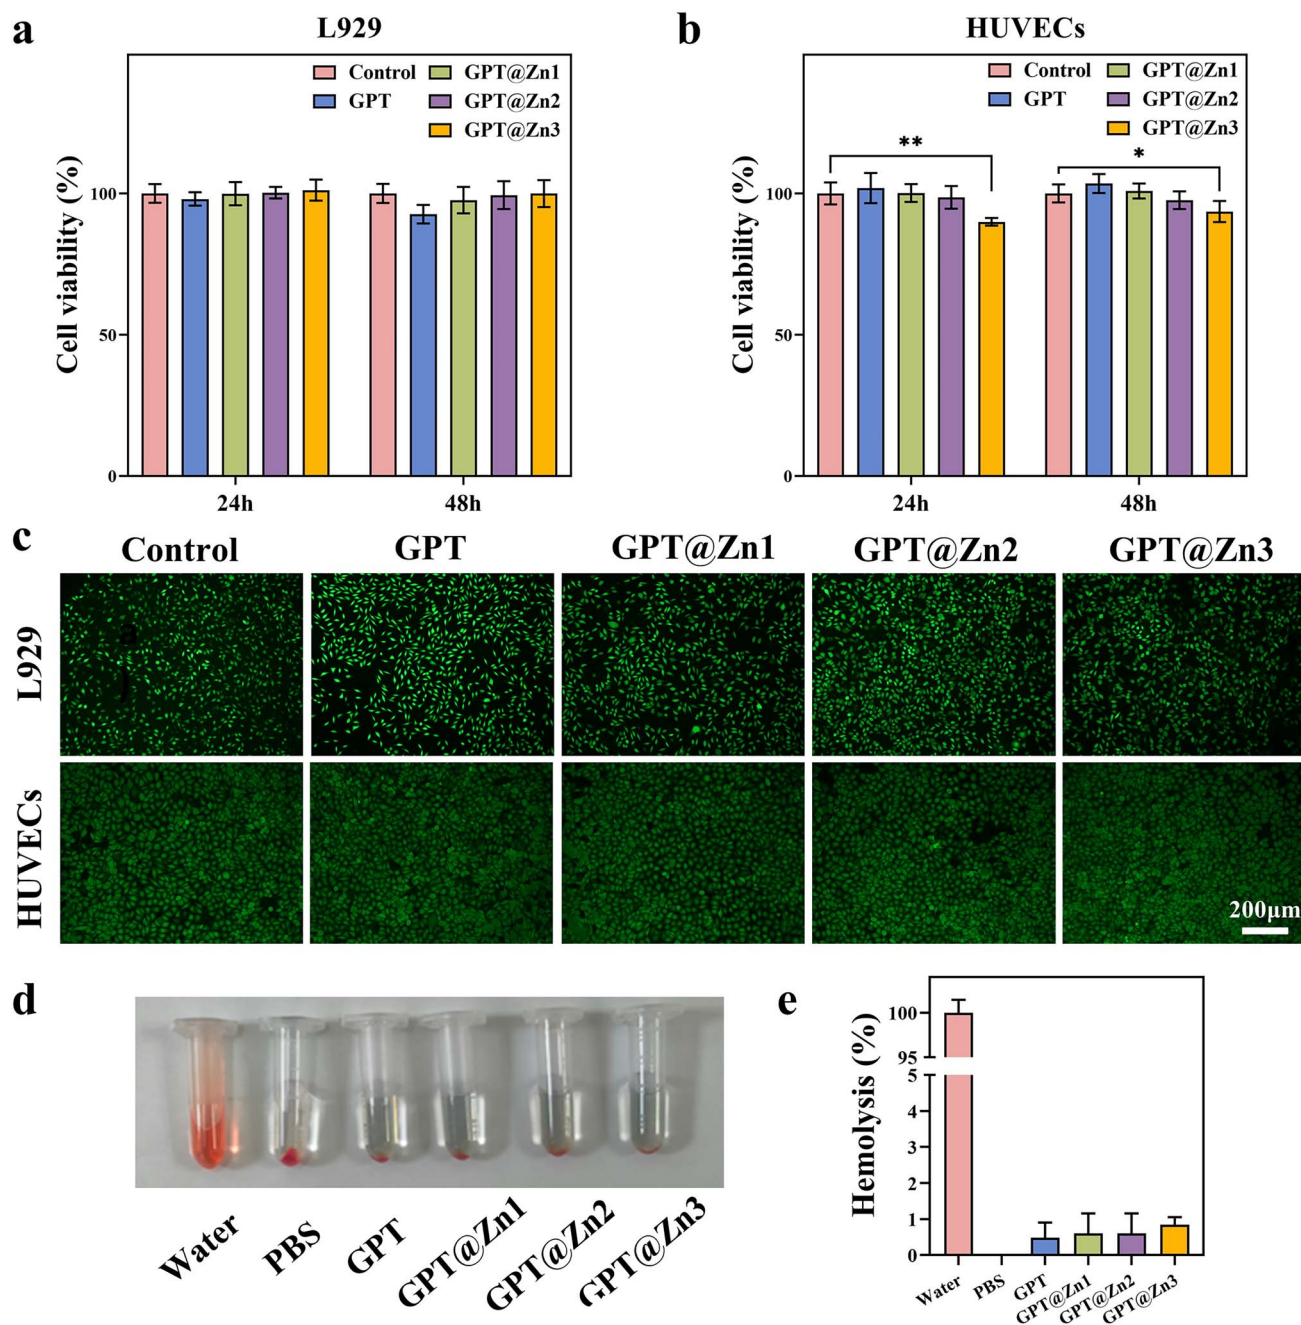 a
L929
Control
GPT@Zn1
GPT
GPT@Zn2
GPT@Zn3
Cell viability (%)
100
50
0
24h
48h
b
HUVECs
Control
GPT@Zn1
GPT
GPT@Zn2
GPT@Zn3
**
*
Cell viability (%)
100
50
0
24h
48h
c
Control
GPT
GPT@Zn1
GPT@Zn2
GPT@Zn3
L929
HUVECs
200μm
d
Water
PBS
GPT
GPT@Zn1
GPT@Zn2
GPT@Zn3
e
Hemolysis (%)
100
95
5
4
3
2
1
0
Water
PBS
GPT
GPT@Zn1
GPT@Zn2
GPT@Zn3